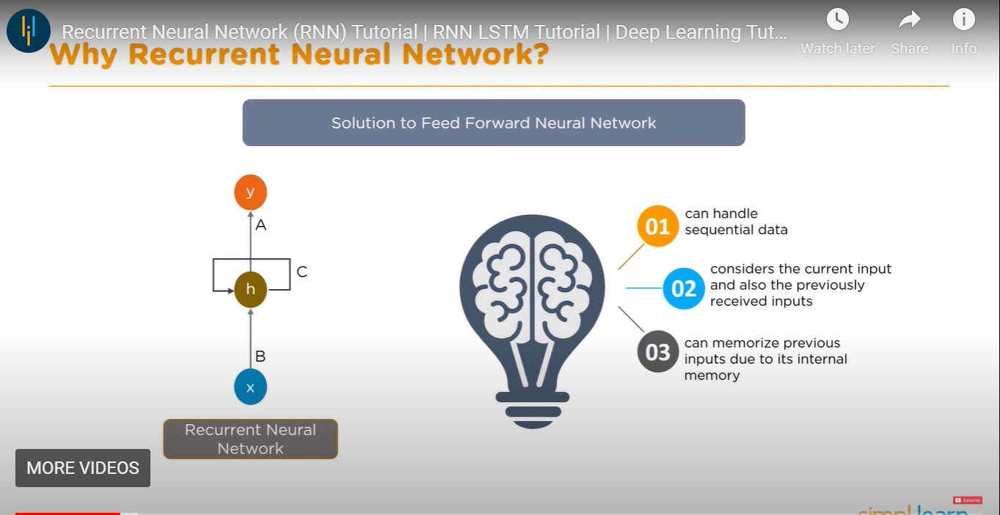 Recurrent Neural Network (RNN) Tutorial | RNN LSTM Tutorial | Deep Learning Tut...
Watch later
Share
Info
Why Recurrent Neural Network?
Solution to Feed Forward Neural Network
y
A
C
h
B
x
Recurrent Neural
Network
01
can handle
sequential data
02
considers the current input
and also the previously
received inputs
03
can memorize previous
inputs due to its internal
memory
MORE VIDEOS
Subscribe
simplilearn